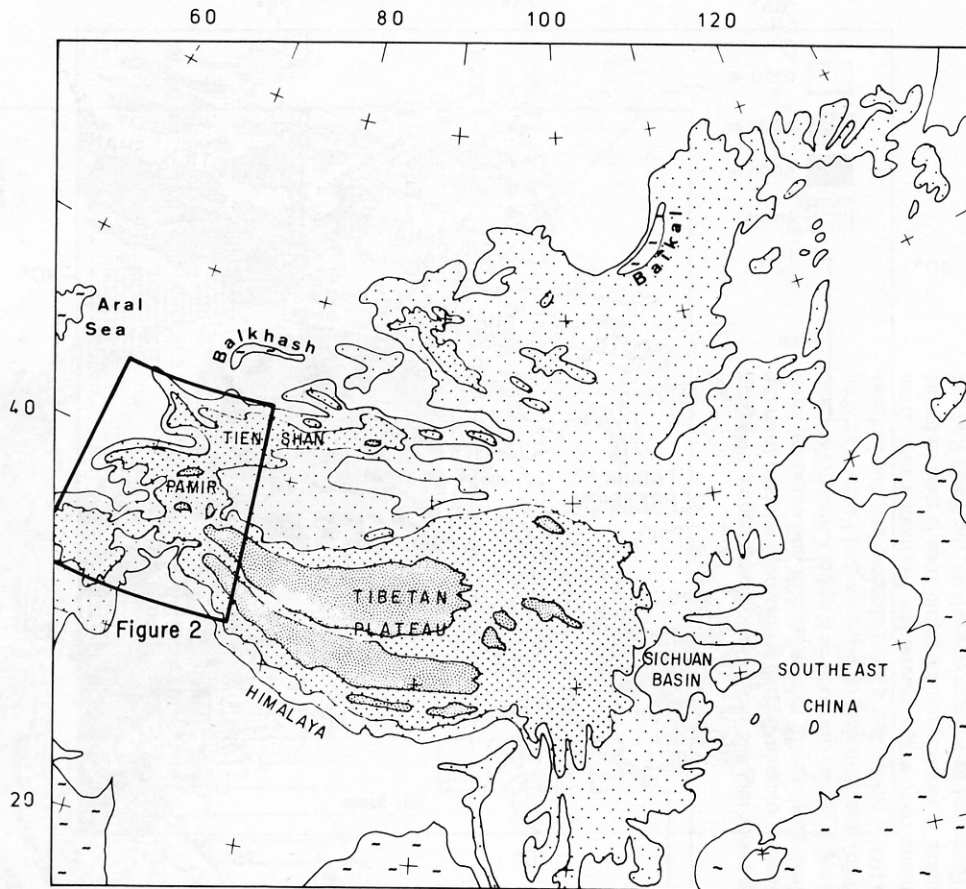 60 80 100 120
Aral
Sea
Balkhash
Baikal
40
TIEN SHAN
PAMIR
TIBETAN
PLATEAU
Figure 2
SICHUAN
BASIN
SOUTHEAST
CHINA
HIMALAYA
20